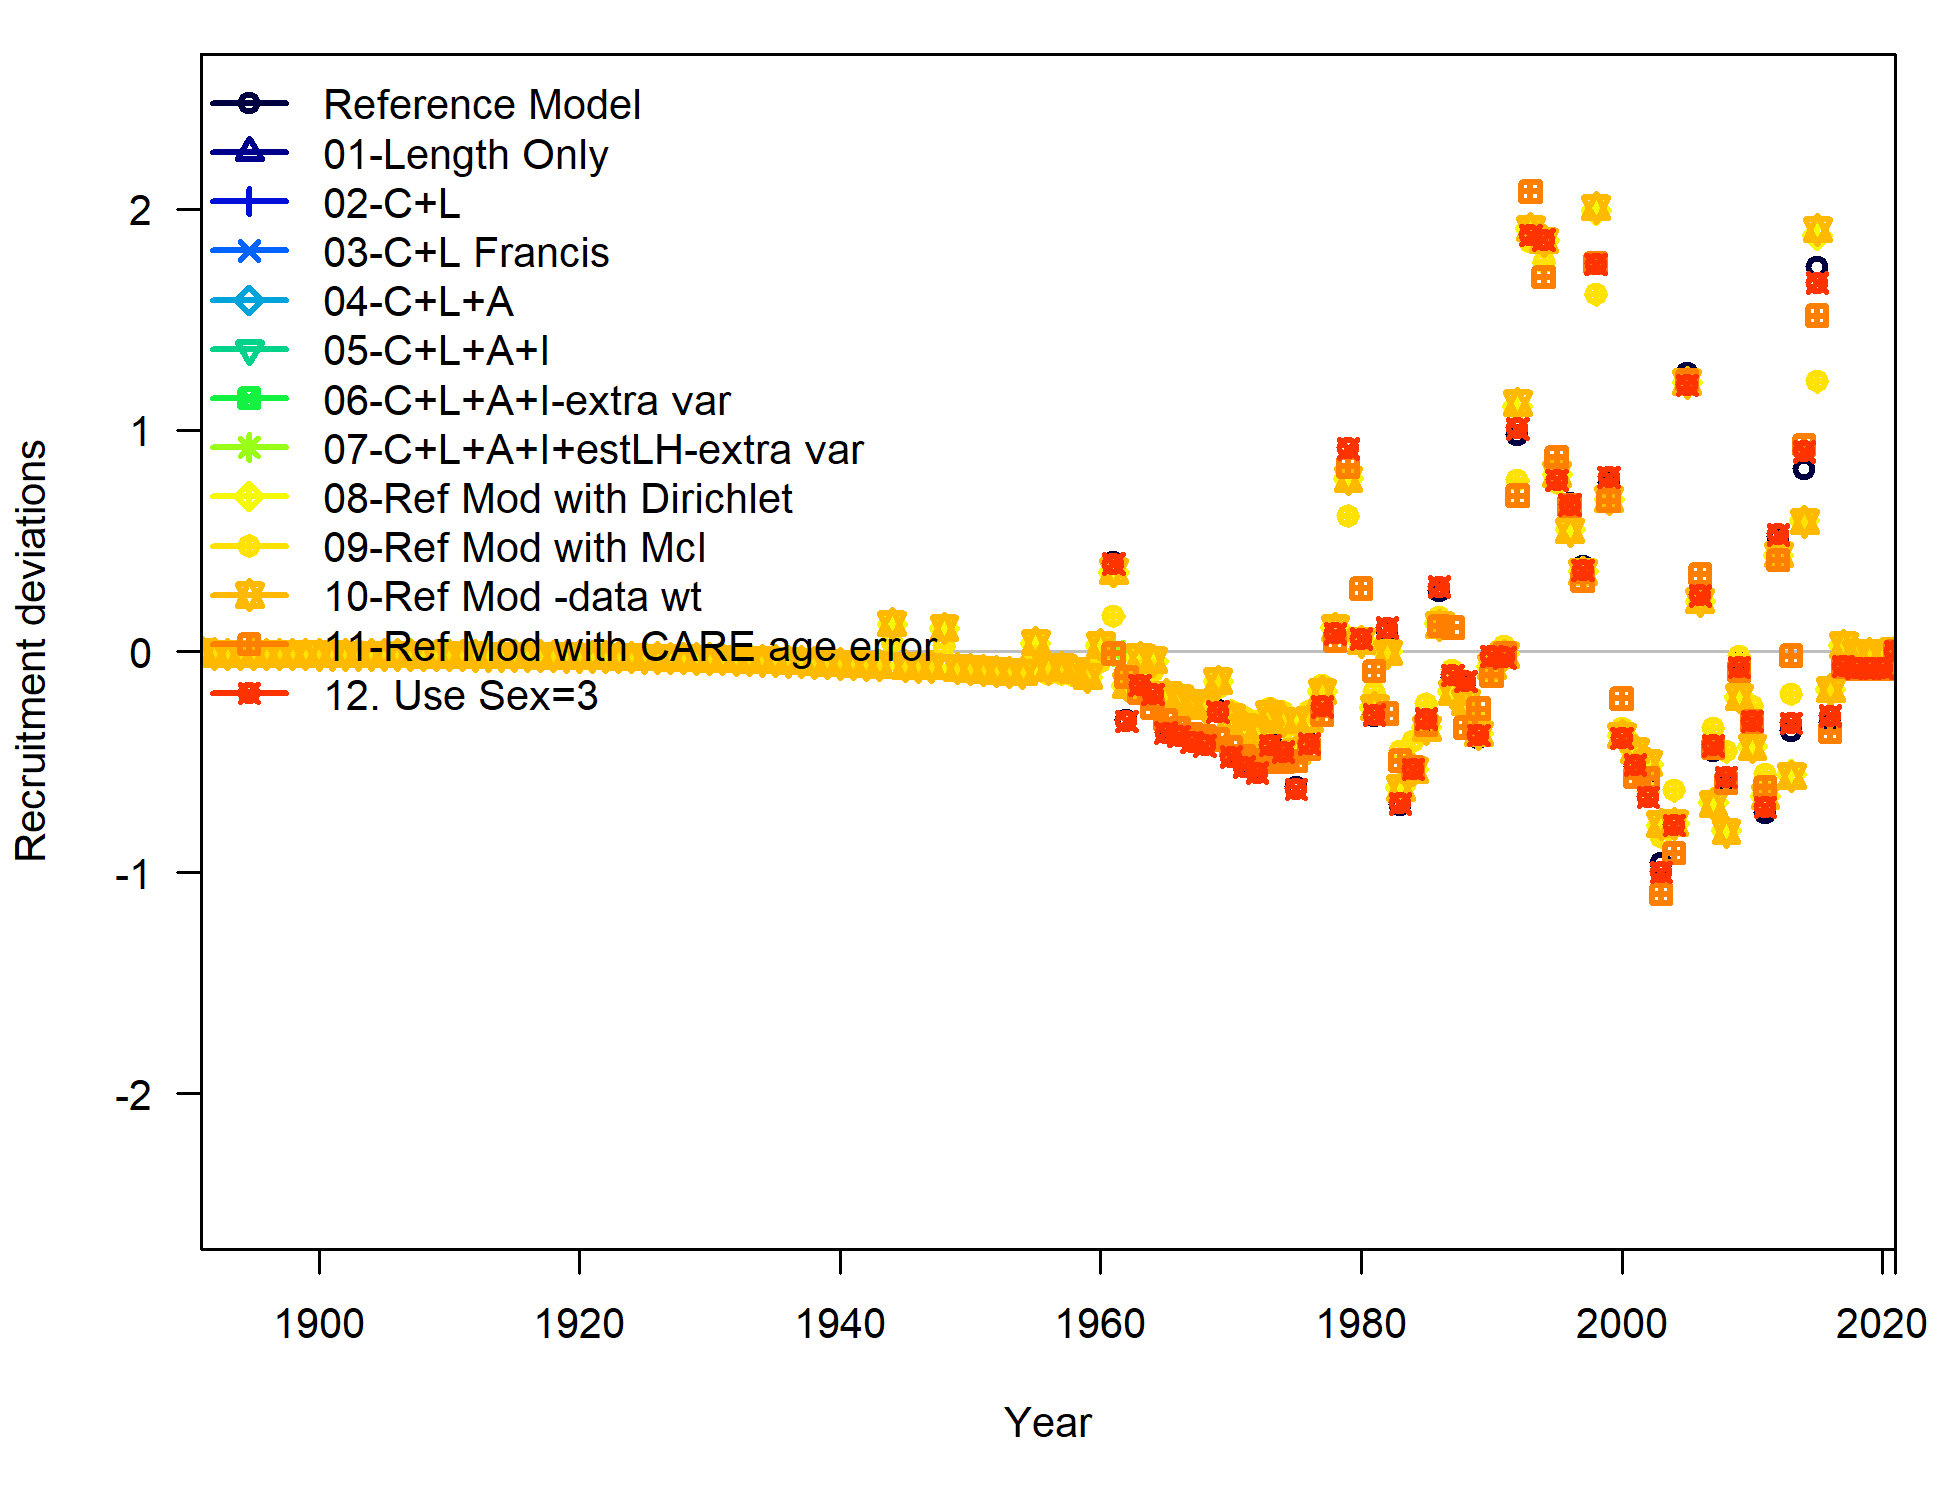 Reference Model
01-Length Only
02-C+L
03-C+L Francis
04-C+L+A
05-C+L+A+I
06-C+L+A+I-extra var
07-C+L+A+I+estLH-extra var
08-Ref Mod with Dirichlet
09-Ref Mod with McI
10-Ref Mod -data wt
11-Ref Mod with CARE age error
12. Use Sex=3
Recruitment deviations
2
1
0
-1
-2
1900 1920 1940 1960 1980 2000 2020
Year